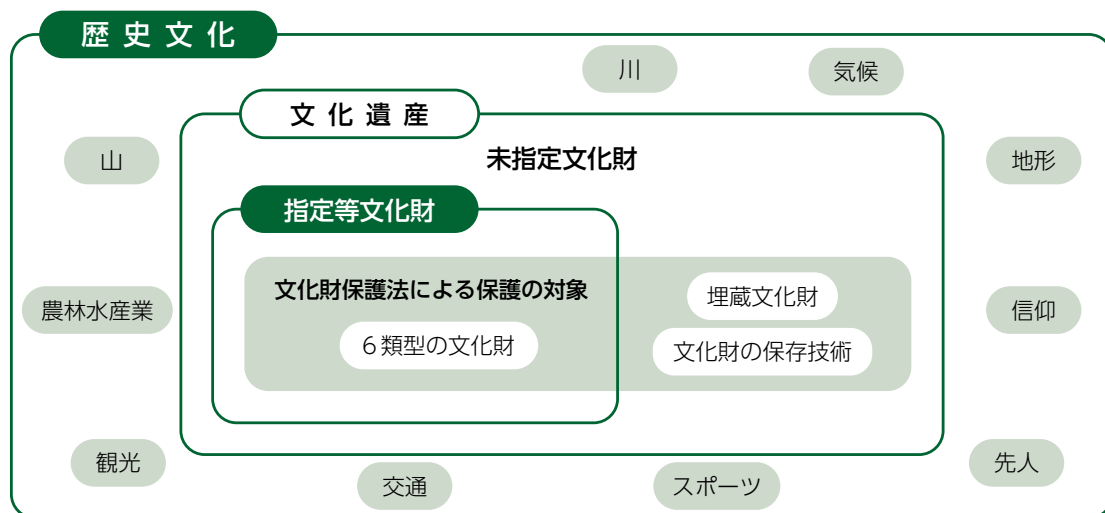 歴史文化
川
気候
文化遺産
山
未指定文化財
地形
指定等文化財
文化財保護法による保護の対象
埋蔵文化財
農林水産業
信仰
6類型の文化財
文化財の保存技術
観光
先人
交通
スポーツ